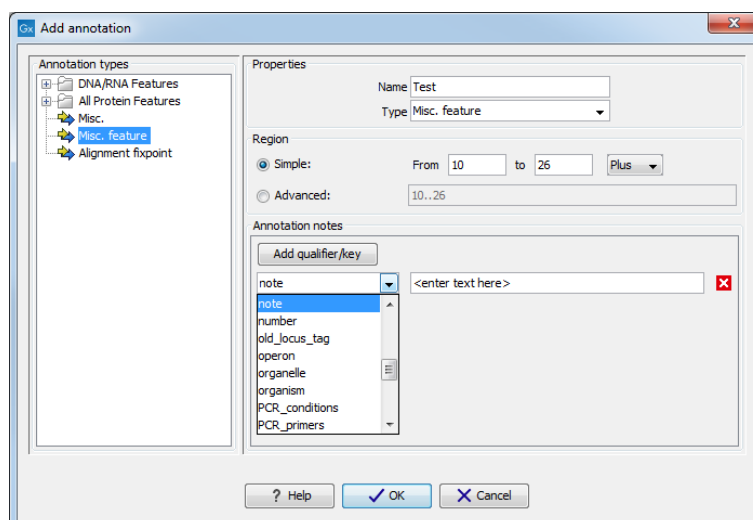 Gx Add annotation
Annotation types
DNA/RNA Features
All Protein Features
Misc.
Misc. feature
Alignment fixpoint
Properties
Name Test
Type Misc. feature
Region
Simple: From 10 to 26 Plus
Advanced: 10..26
Annotation notes
Add qualifier/key
note <enter text here>
note
number
old_locus_tag
operon
organelle
organism
PCR_conditions
PCR_primers
? Help OK Cancel